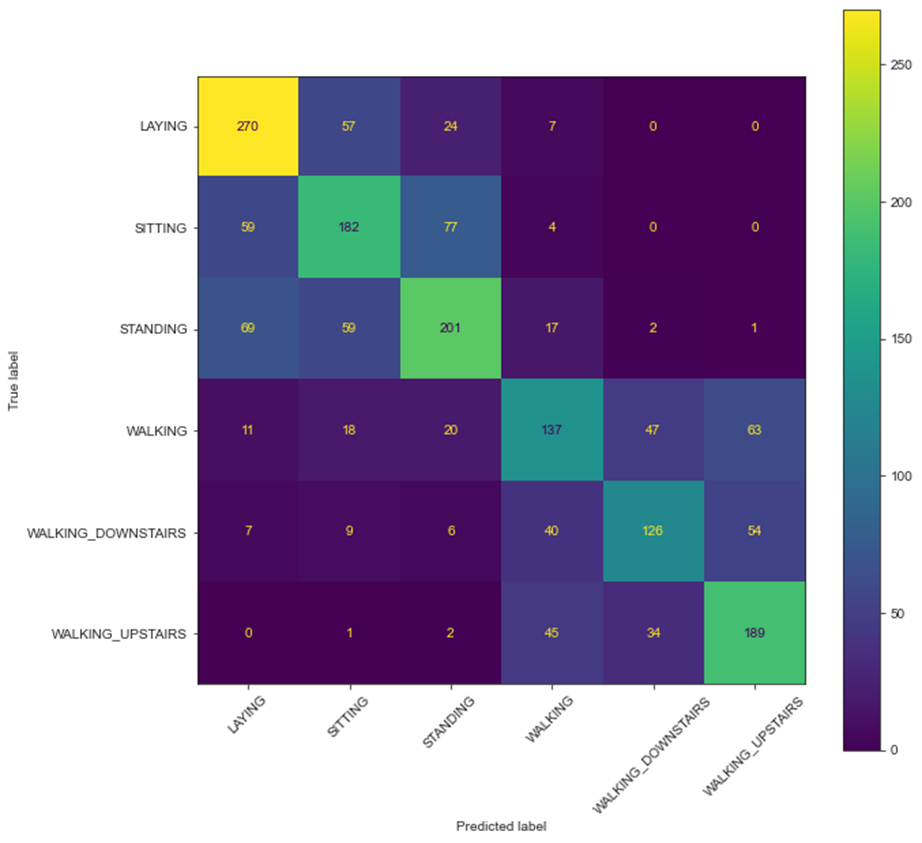 250
LAYING 270 57 24 7 0 0
200
SITTING 59 182 77 4 0 0
STANDING 69 59 201 17 2 1
150
True label
WALKING 11 18 20 137 47 63
100
WALKING_DOWNSTAIRS 7 9 6 40 126 54
50
WALKING_UPSTAIRS 0 1 2 45 34 189
0
LAYING SITTING STANDING WALKING WALKING_DOWNSTAIRS WALKING_UPSTAIRS
Predicted label